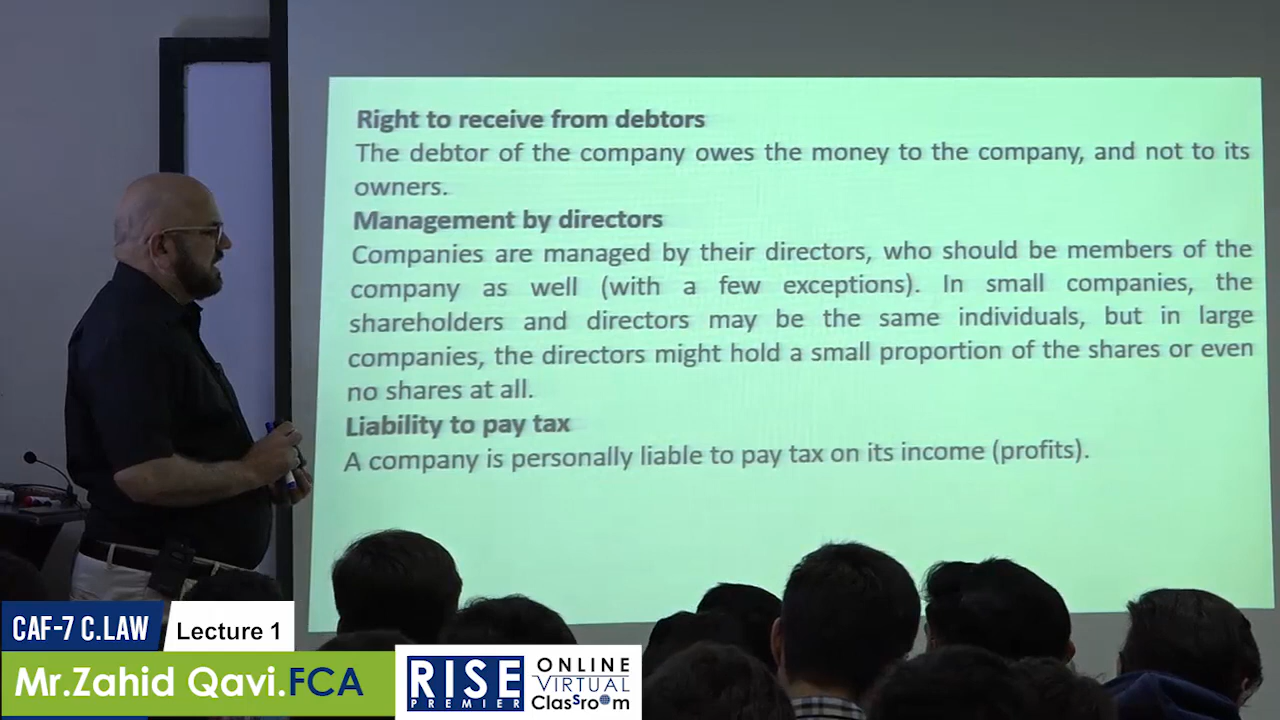 Right to receive from debtors
The debtor of the company owes the money to the company, and not to its
owners.
Management by directors
Companies are managed by their directors, who should be members of the
company as well (with a few exceptions). In small companies, the
shareholders and directors may be the same individuals, but in large
companies, the directors might hold a small proportion of the shares or even
no shares at all.
Liability to pay tax
A company is personally liable to pay tax on its income (profits).
CAF-7 C.LAW
Lecture 1
Mr.Zahid Qavi.FCA
RISE
PREMIER
ONLINE
VIRTUAL
Classroom